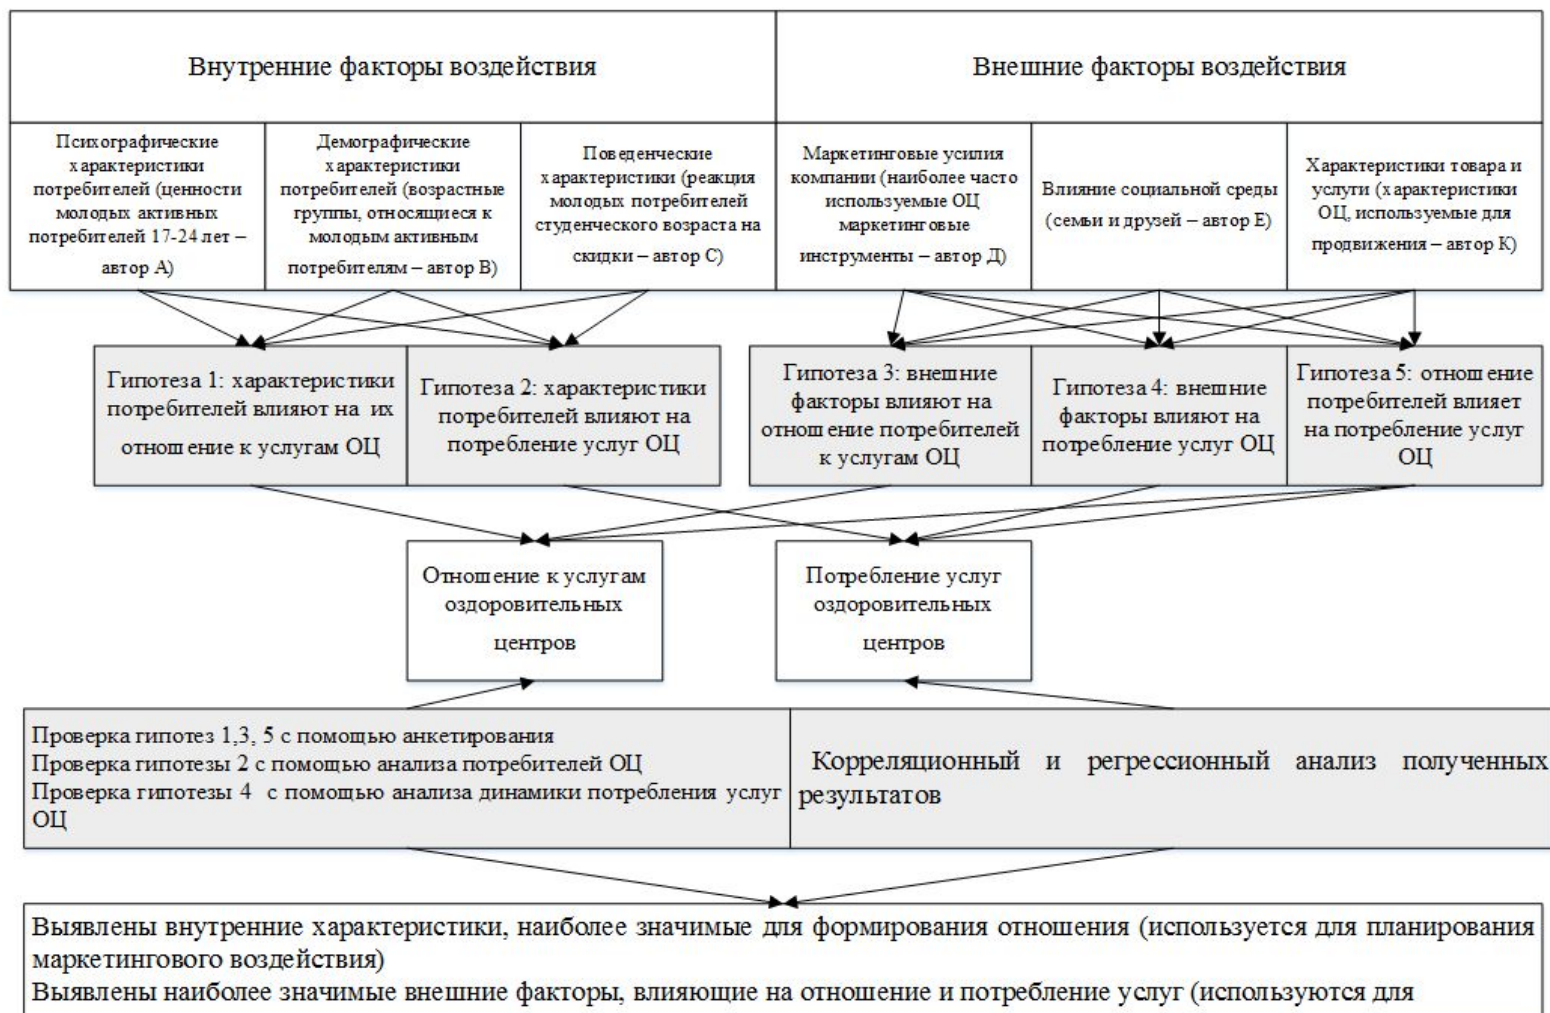 Внутренние факторы воздействия
Внешние факторы воздействия
Психографические
характеристики
потребителей (ценности
молодых активных
потребителей 17-24 лет –
автор А)
Демографические
характеристики
потребителей (возрастные
группы, относящиеся к
молодым активным
потребителям – автор В)
Поведенческие
характеристики (реакция
молодых потребителей
студенческого возраста на
скидки – автор С)
Маркетинговые усилия
компании (наиболее часто
используемые ОЦ
маркетинговые
инструменты – автор Д)
Влияние социальной среды
(семьи и друзей – автор Е)
Характеристики товара и
услуги (характеристики
ОЦ, используемые для
продвижения – автор К)
Гипотеза 1: характеристики
потребителей влияют на их
отношение к услугам ОЦ
Гипотеза 2: характеристики
потребителей влияют на
потребление услуг ОЦ
Гипотеза 3: внешние
факторы влияют на
отношение потребителей
к услугам ОЦ
Гипотеза 4: внешние
факторы влияют на
потребление услуг ОЦ
Гипотеза 5: отношение
потребителей влияет
на потребление услуг
ОЦ
Отношение к услугам
оздоровительных
центров
Потребление услуг
оздоровительных
центров
Проверка гипотез 1,3, 5 с помощью анкетирования
Проверка гипотезы 2 с помощью анализа потребителей ОЦ
Проверка гипотезы 4 с помощью анализа динамики потребления услуг
ОЦ
Корреляционный и регрессионный анализ полученных
результатов
Выявлены внутренние характеристики, наиболее значимые для формирования отношения (используется для планирования
маркетингового воздействия)
Выявлены наиболее значимые внешние факторы, влияющие на отношение и потребление услуг (используются для